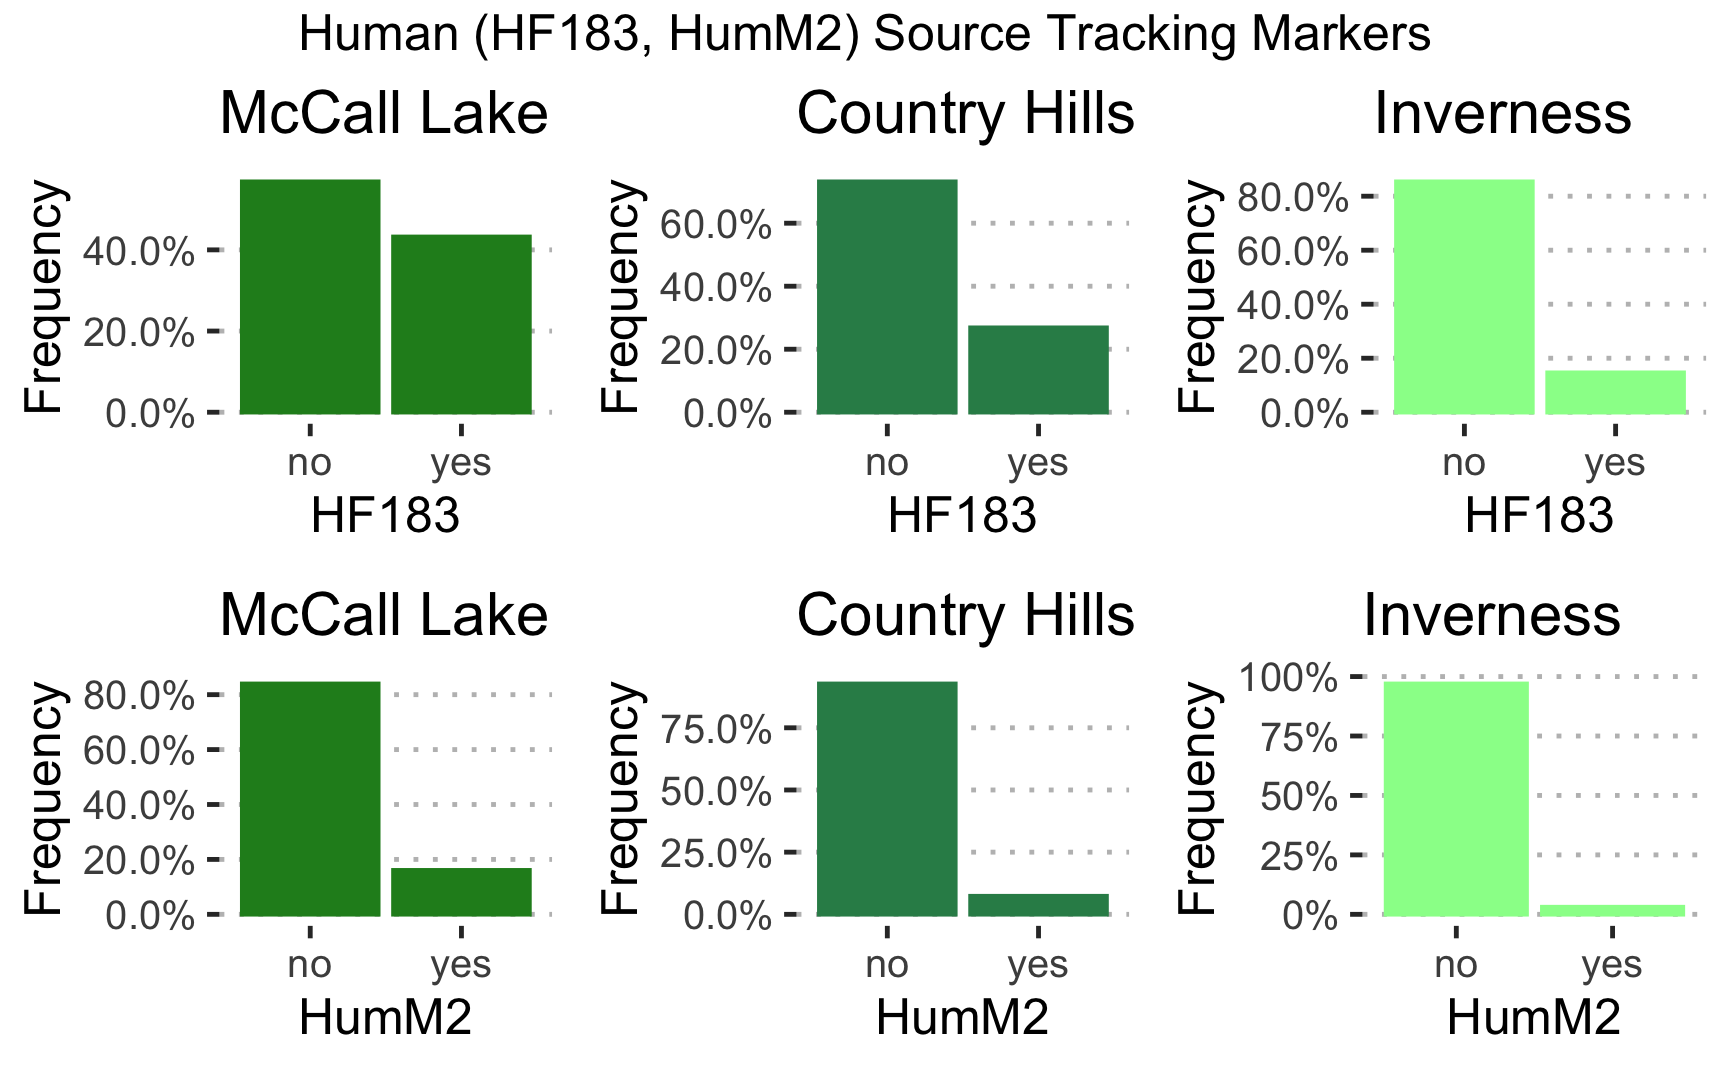 Human (HF183, HumM2) Source Tracking Markers
McCall Lake
Frequency
40.0%
20.0%
0.0%
no yes
HF183
Country Hills
Frequency
60.0%
40.0%
20.0%
0.0%
no yes
HF183
Inverness
Frequency
80.0%
60.0%
40.0%
20.0%
0.0%
no yes
HF183
McCall Lake
Frequency
80.0%
60.0%
40.0%
20.0%
0.0%
no yes
HumM2
Country Hills
Frequency
75.0%
50.0%
25.0%
0.0%
no yes
HumM2
Inverness
Frequency
100%
75%
50%
25%
0%
no yes
HumM2